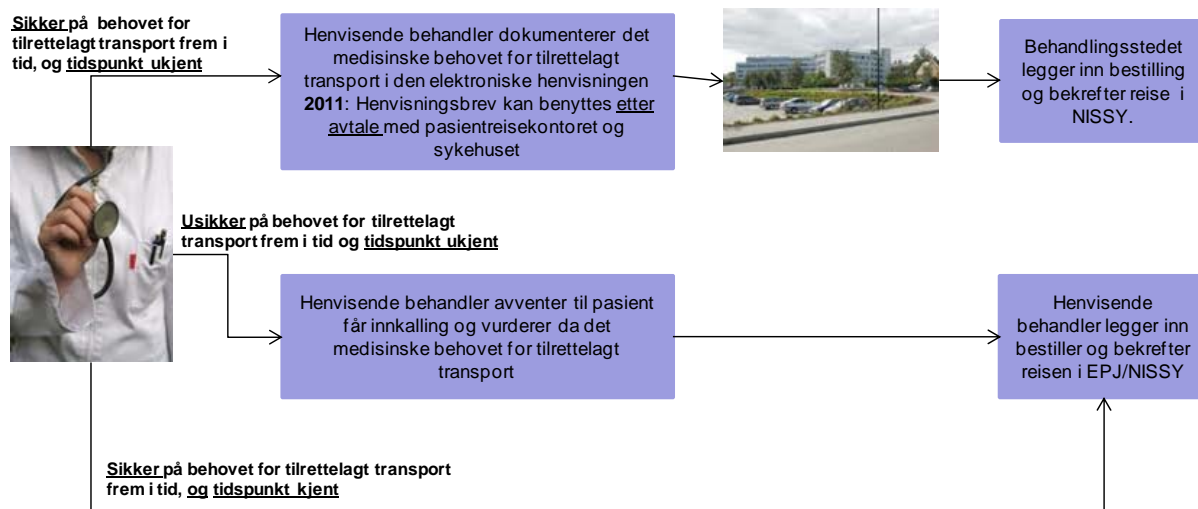 Sikker på behovet for
tilrettelagt transport frem i
tid, og tidspunkt ukjent
Henvisende behandler dokumenterer det
medisinske behovet for tilrettelagt
transport i den elektroniske henvisningen
2011: Henvisningsbrev kan benyttes etter
avtale med pasientreisekontoret og
sykehuset
Behandlingsstedet
legger inn bestilling
og bekrefter reise i
NISSY.
Usikker på behovet for tilrettelagt
transport frem i tid og tidspunkt ukjent
Henvisende behandler avventer til pasient
får innkalling og vurderer da det
medisinske behovet for tilrettelagt
transport
Henvisende
behandler legger inn
bestiller og bekrefter
reisen i EPJ/NISSY
Sikker på behovet for tilrettelagt transport
frem i tid, og tidspunkt kjent